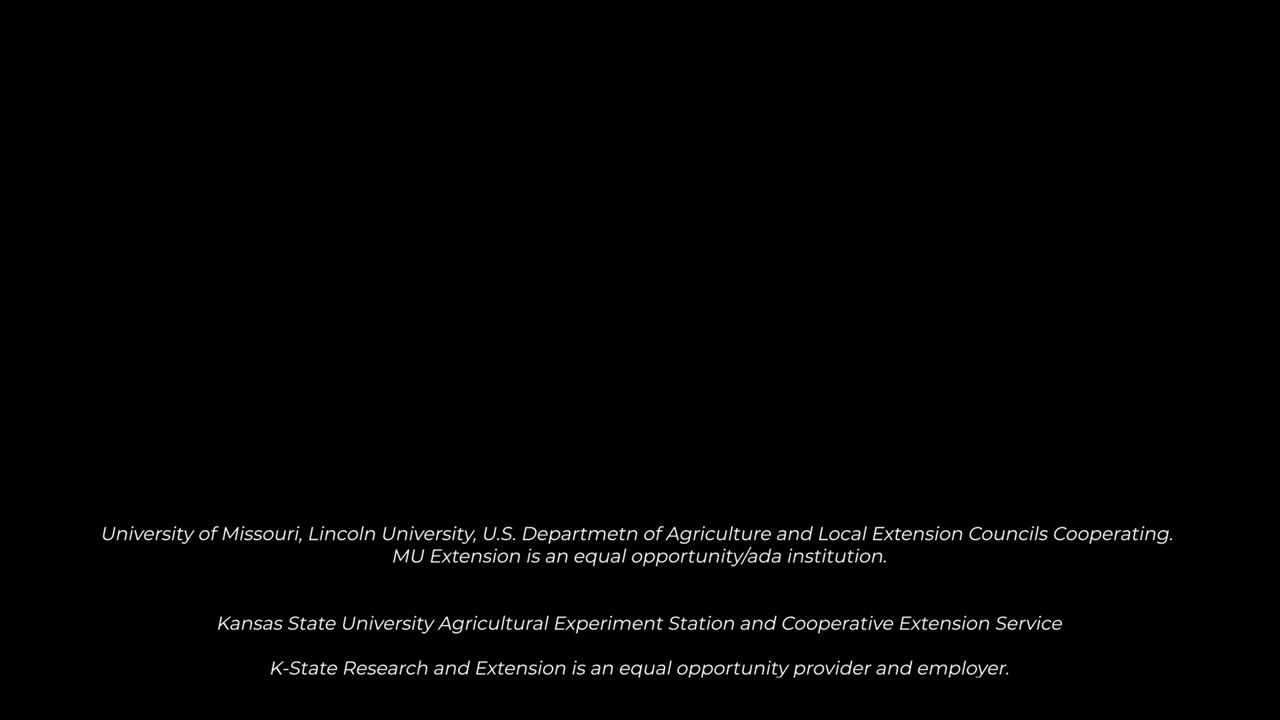 University of Missouri, Lincoln University, U.S. Departmetn of Agriculture and Local Extension Councils Cooperating.
MU Extension is an equal opportunity/ada institution.
Kansas State University Agricultural Experiment Station and Cooperative Extension Service
K-State Research and Extension is an equal opportunity provider and employer.